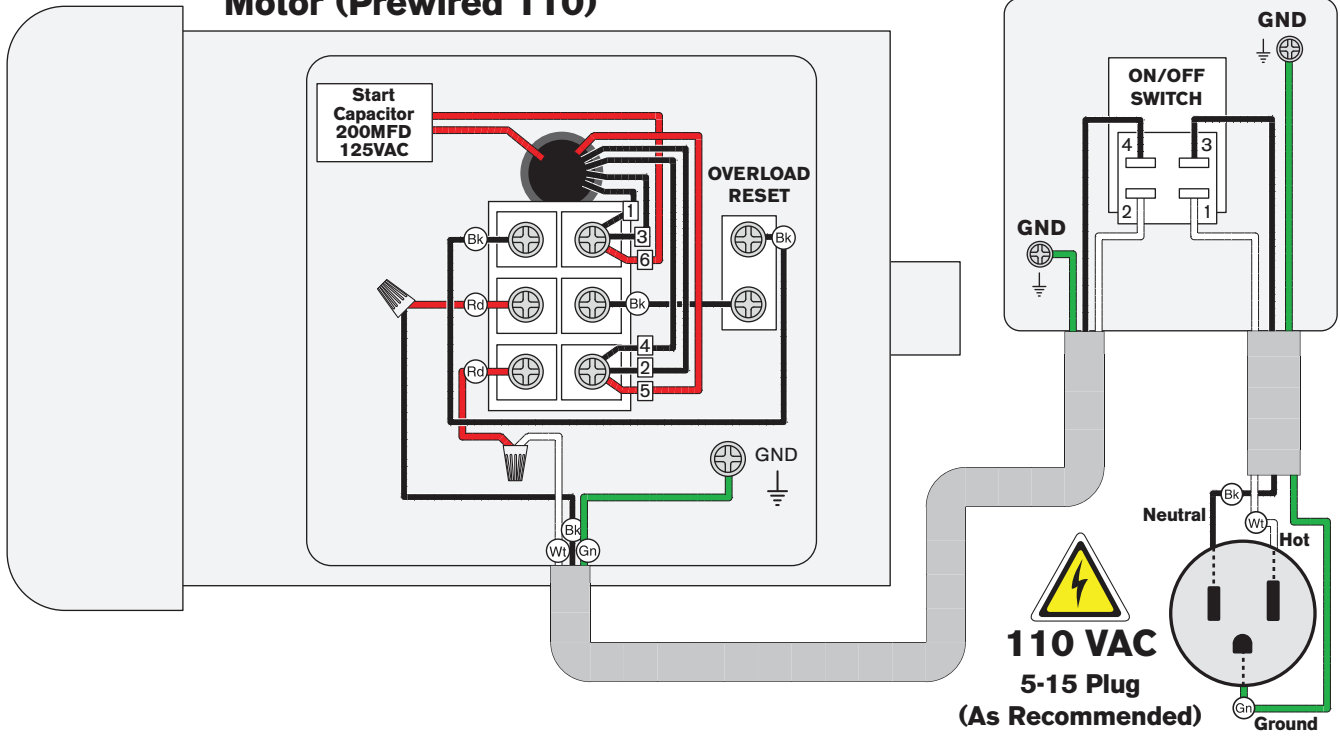 Motor (Prewired 110)
Start
Capacitor
200MFD
125VAC
OVERLOAD
RESET
1
3
6
4
2
5
Bk
Rd
Rd
Bk
Bk
GND
Bk
Wt
Gn
GND
ON/OFF
SWITCH
4
3
2
1
GND
Neutral
Bk
Wt
Hot
110 VAC
5-15 Plug
(As Recommended)
Gn
Ground